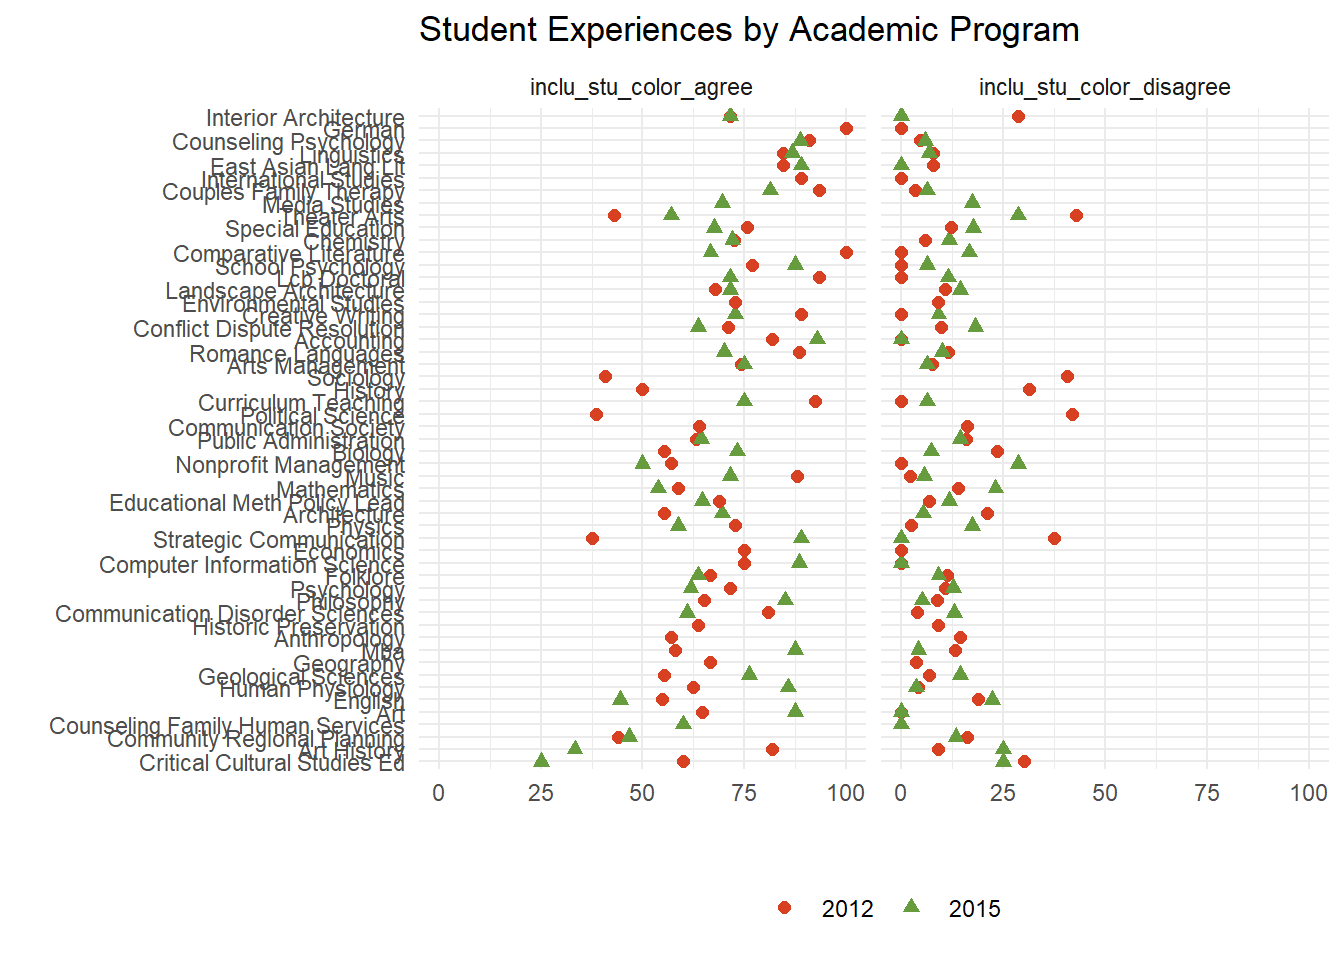 Student Experiences by Academic Program
inclu_stu_color_agree
inclu_stu_color_disagree
Interior Architecture
German
Counseling Psychology
Linguistics
East Asian Lang Lit
International Studies
Couples Family Therapy
Media Studies
Theater Arts
Special Education
Chemistry
Comparative Literature
School Psychology
Lcb Doctoral
Landscape Architecture
Environmental Studies
Creative Writing
Conflict Dispute Resolution
Accounting
Romance Languages
Arts Management
Sociology
History
Curriculum Teaching
Political Science
Communication Society
Public Administration
Biology
Nonprofit Management
Music
Mathematics
Educational Meth Policy Lead
Architecture
Physics
Strategic Communication
Economics
Computer Information Science
Folklore
Psychology
Philosophy
Communication Disorder Sciences
Historic Preservation
Anthropology
Mba
Geography
Geological Sciences
Human Physiology
English
Art
Counseling Family Human Services
Community Regional Planning
Art History
Critical Cultural Studies Ed
0 25 50 75 100
0 25 50 75 100
2012 2015